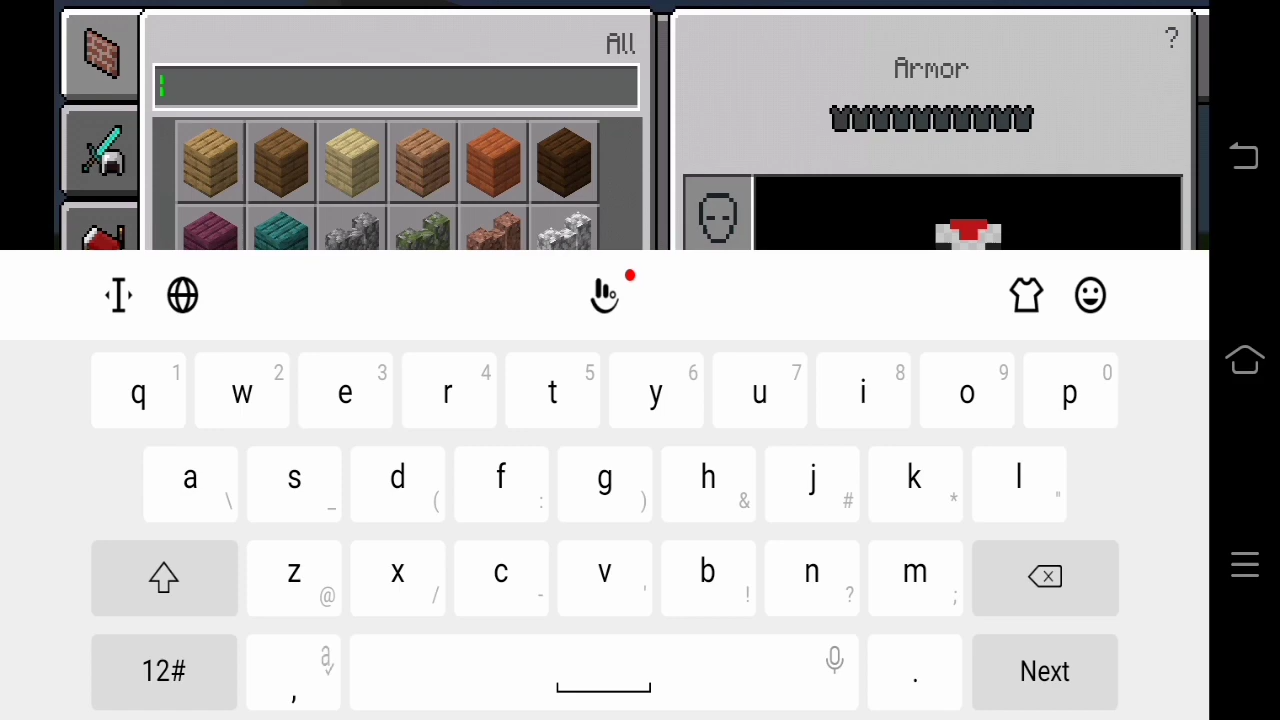 All
?
Armor
q 1 w 2 e 3 r 4 t 5 y 6 u 7 i 8 o 9 p 0
a \ s _ d ( f : g ) h & j # k * l "
z @ x / c - v ' b ! n ? m ;
12# , a . Next